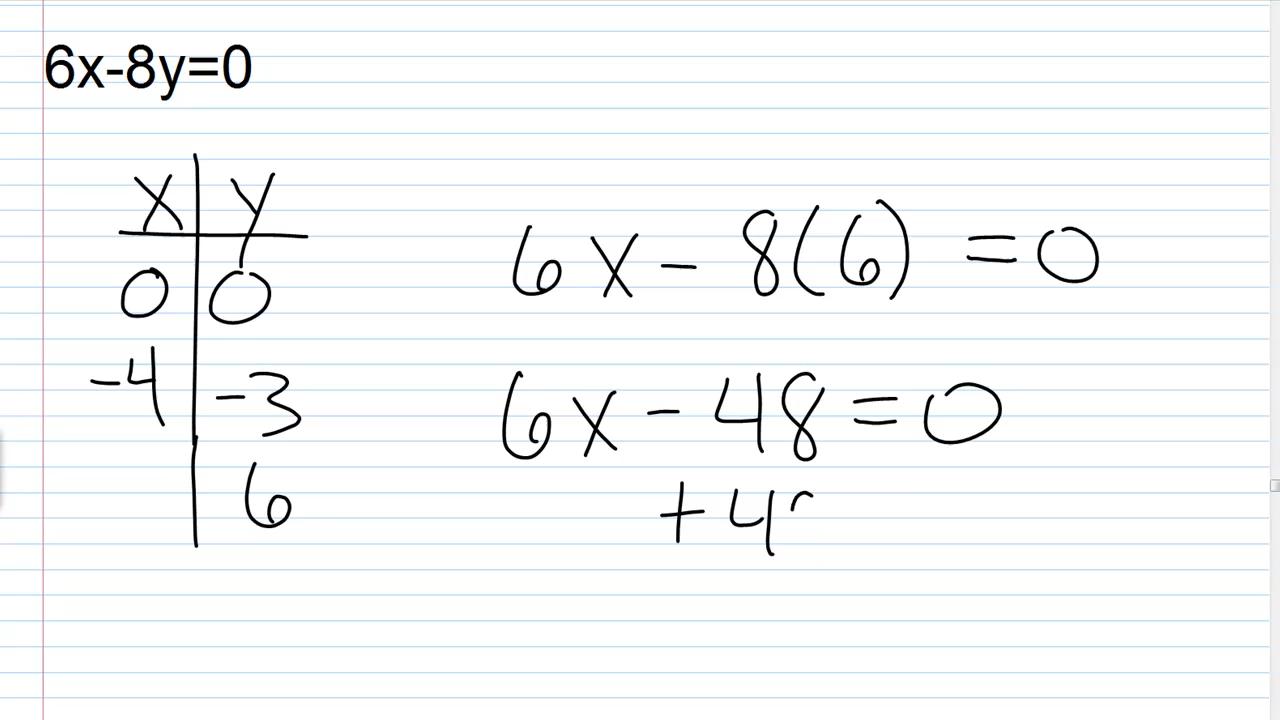 6x-8y=0
x y
0 0
-4 -3
6
6x - 8(6) = 0
6x - 48 = 0
+ 4